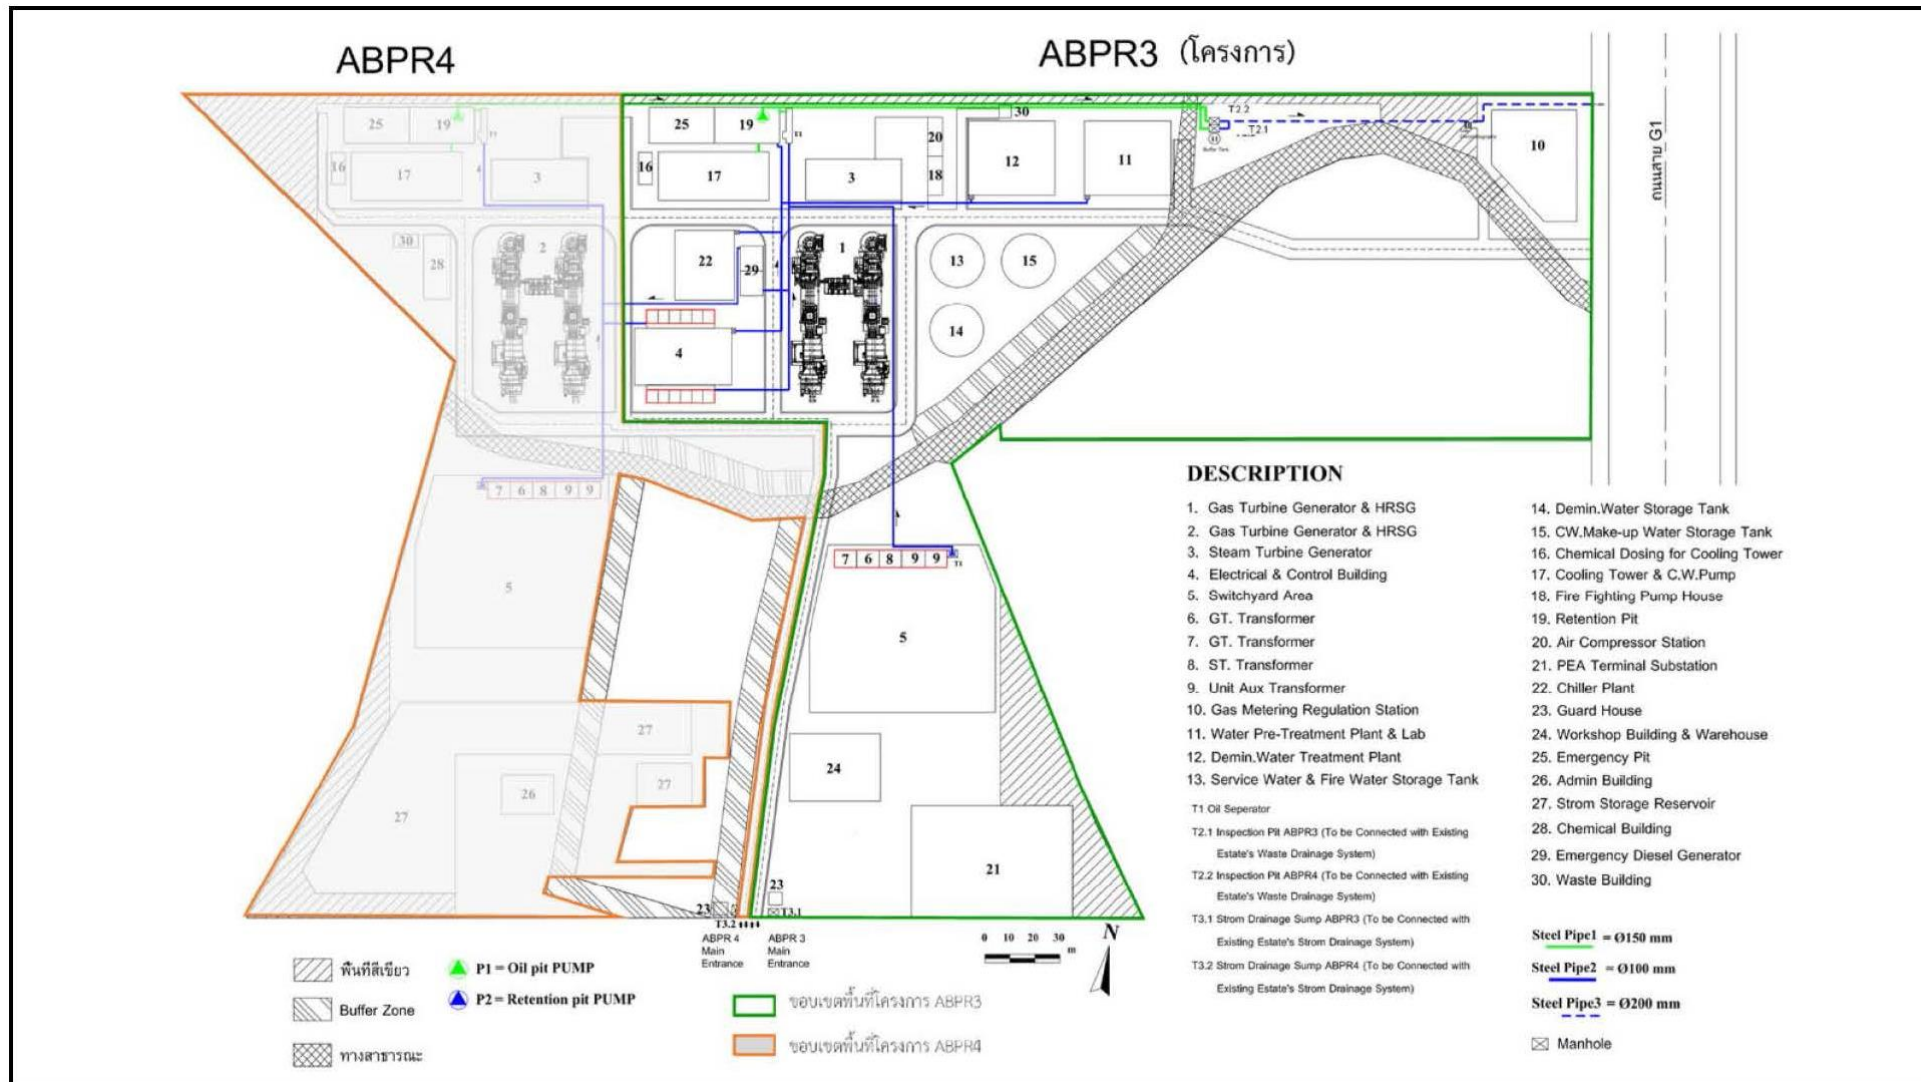 ABPR4
ABPR3 (โครงการ)
ถนนสาย G1
25
19
T1
16
17
4
3
30
28
2
25
19
T1
16
17
3
20
18
30
12
11
T2.2
T2.1
Buffer Tank
10
22
29
1
4
13
15
14
7 6 8 9 9
5
7 6 8 9 9
T1
5
27
27
26
27
24
21
23
23
T3.1
T3.2
ABPR 4
Main
Entrance
ABPR 3
Main
Entrance
0 10 20 30
m
N
DESCRIPTION
1. Gas Turbine Generator & HRSG
2. Gas Turbine Generator & HRSG
3. Steam Turbine Generator
4. Electrical & Control Building
5. Switchyard Area
6. GT. Transformer
7. GT. Transformer
8. ST. Transformer
9. Unit Aux Transformer
10. Gas Metering Regulation Station
11. Water Pre-Treatment Plant & Lab
12. Demin.Water Treatment Plant
13. Service Water & Fire Water Storage Tank
T1 Oil Seperator
T2.1 Inspection Pit ABPR3 (To be Connected with Existing
Estate's Waste Drainage System)
T2.2 Inspection Pit ABPR4 (To be Connected with Existing
Estate's Waste Drainage System)
T3.1 Strom Drainage Sump ABPR3 (To be Connected with
Existing Estate's Strom Drainage System)
T3.2 Strom Drainage Sump ABPR4 (To be Connected with
Existing Estate's Strom Drainage System)
14. Demin.Water Storage Tank
15. CW.Make-up Water Storage Tank
16. Chemical Dosing for Cooling Tower
17. Cooling Tower & C.W.Pump
18. Fire Fighting Pump House
19. Retention Pit
20. Air Compressor Station
21. PEA Terminal Substation
22. Chiller Plant
23. Guard House
24. Workshop Building & Warehouse
25. Emergency Pit
26. Admin Building
27. Strom Storage Reservoir
28. Chemical Building
29. Emergency Diesel Generator
30. Waste Building
Steel Pipe1 = Ø150 mm
Steel Pipe2 = Ø100 mm
Steel Pipe3 = Ø200 mm
Manhole
พื้นที่สีเขียว
Buffer Zone
ทางสาธารณะ
P1 = Oil pit PUMP
P2 = Retention pit PUMP
ขอบเขตพื้นที่โครงการ ABPR3
ขอบเขตพื้นที่โครงการ ABPR4